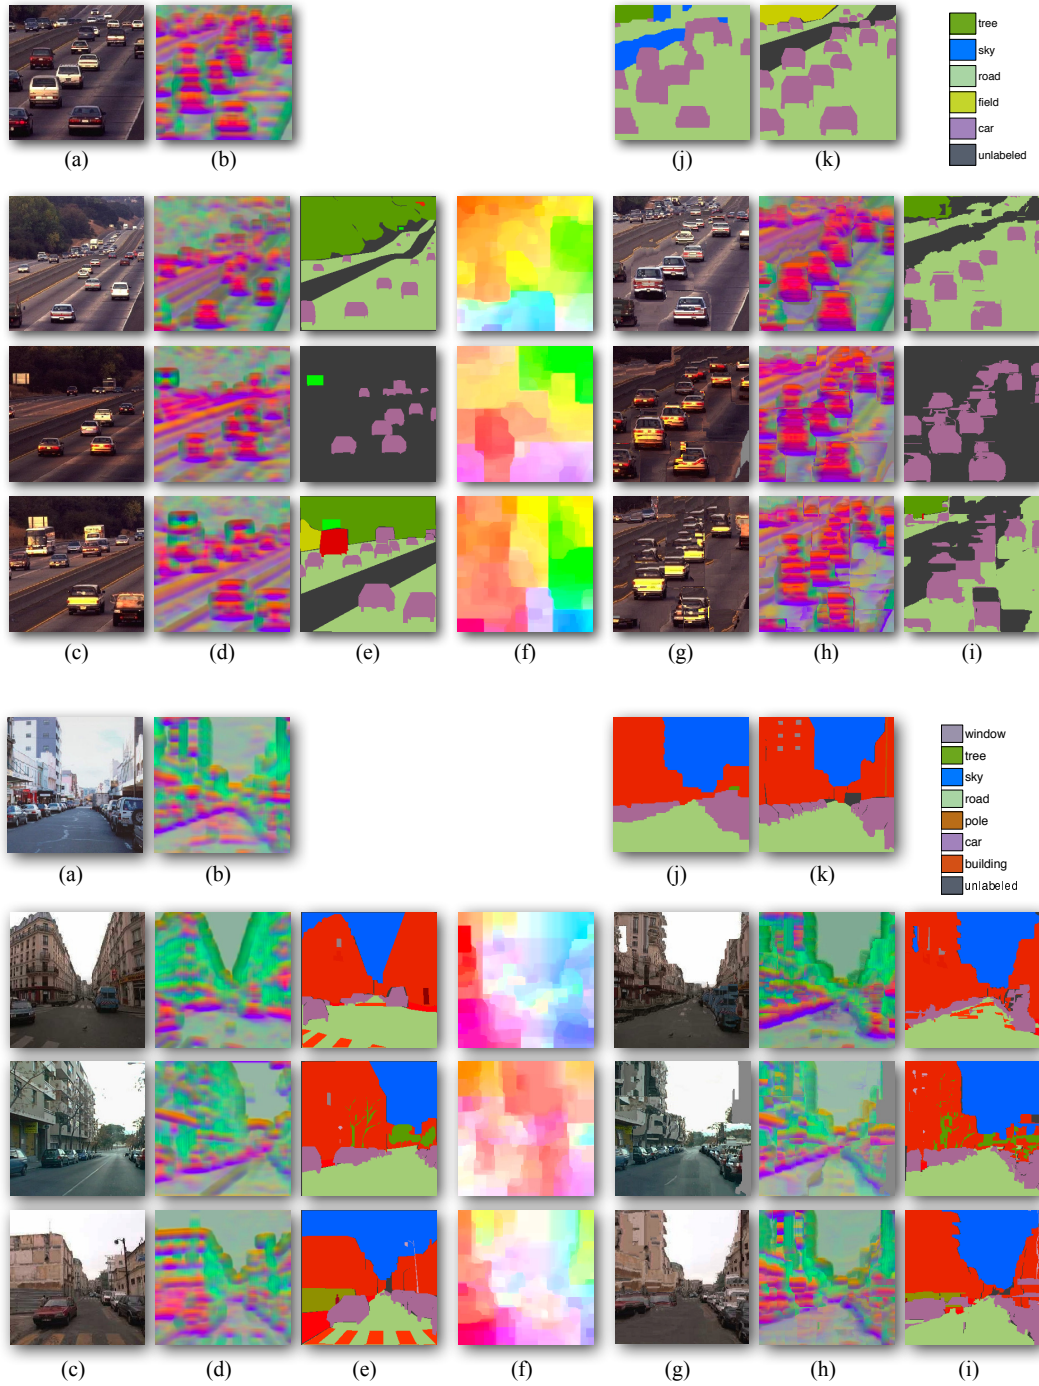 (a) (b) (j) (k)
tree
sky
road
field
car
unlabeled
(c) (d) (e) (f) (g) (h) (i)
(a) (b) (j) (k)
window
tree
sky
road
pole
car
building
unlabeled
(c) (d) (e) (f) (g) (h) (i)